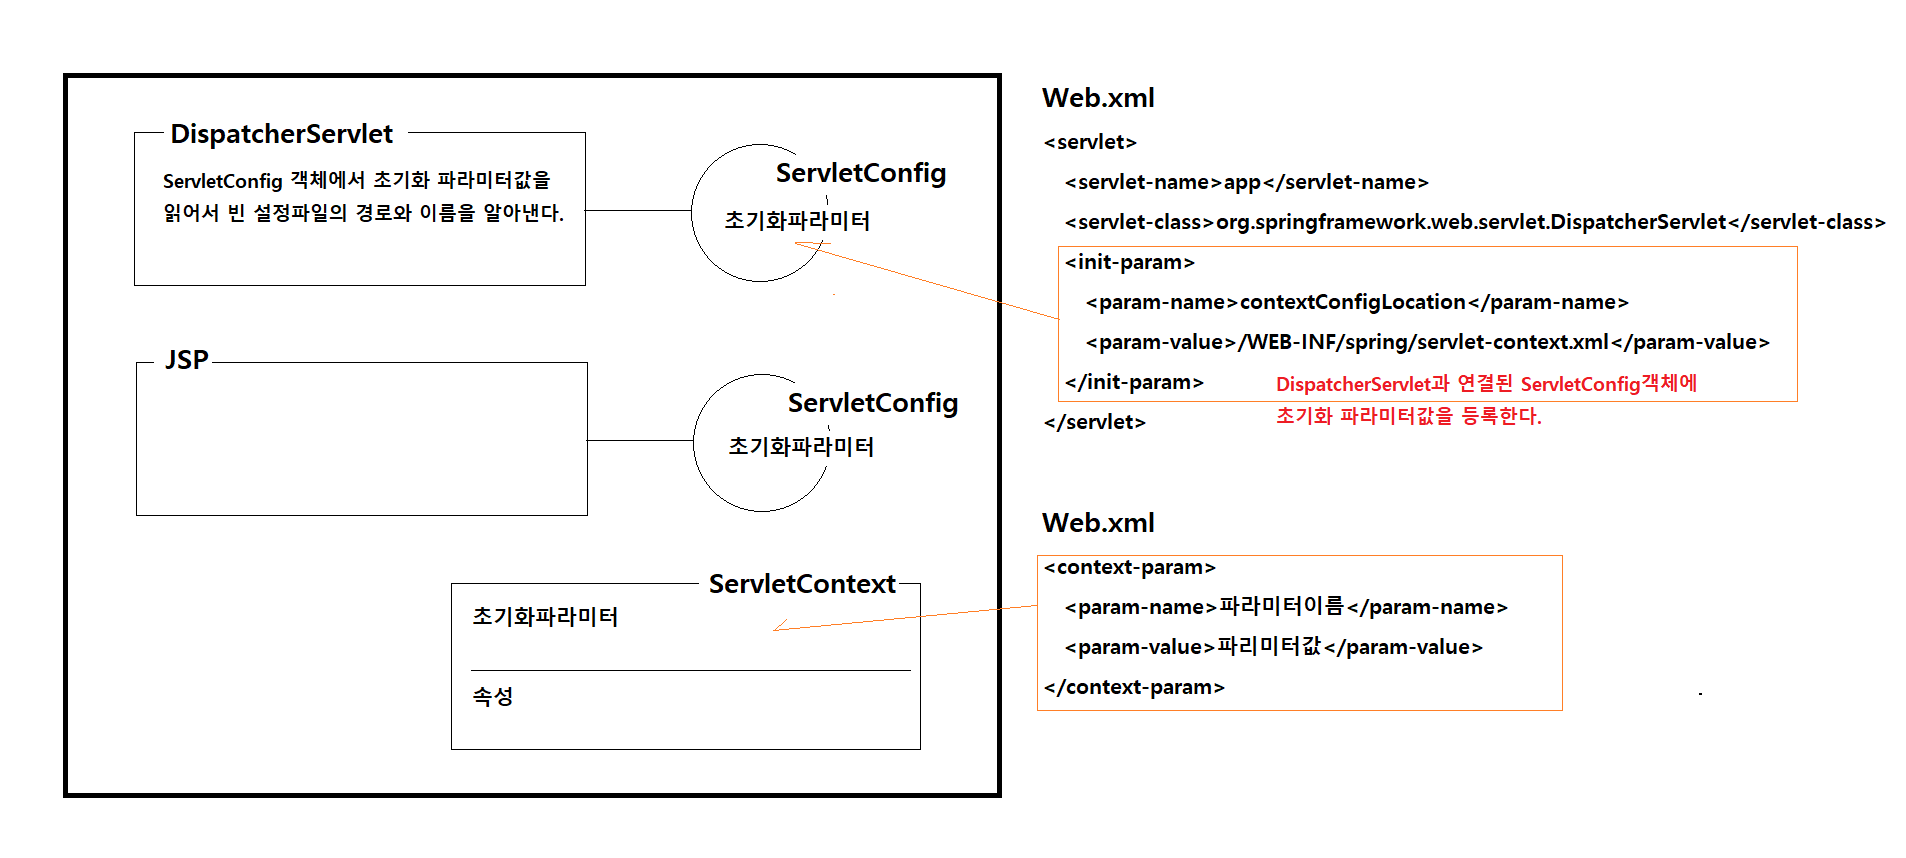 DispatcherServlet
ServletConfig 객체에서 초기화 파라미터값을
읽어서 빈 설정파일의 경로와 이름을 알아낸다.
ServletConfig
초기화파라미터
JSP
ServletConfig
초기화파라미터
ServletContext
초기화파라미터
속성
Web.xml
<servlet>
<servlet-name>app</servlet-name>
<servlet-class>org.springframework.web.servlet.DispatcherServlet</servlet-class>
<init-param>
<param-name>contextConfigLocation</param-name>
<param-value>/WEB-INF/spring/servlet-context.xml</param-value>
</init-param>
DispatcherServlet과 연결된 ServletConfig객체에
초기화 파라미터값을 등록한다.
</servlet>
Web.xml
<context-param>
<param-name>파라미터이름</param-name>
<param-value>파리미터값</param-value>
</context-param>